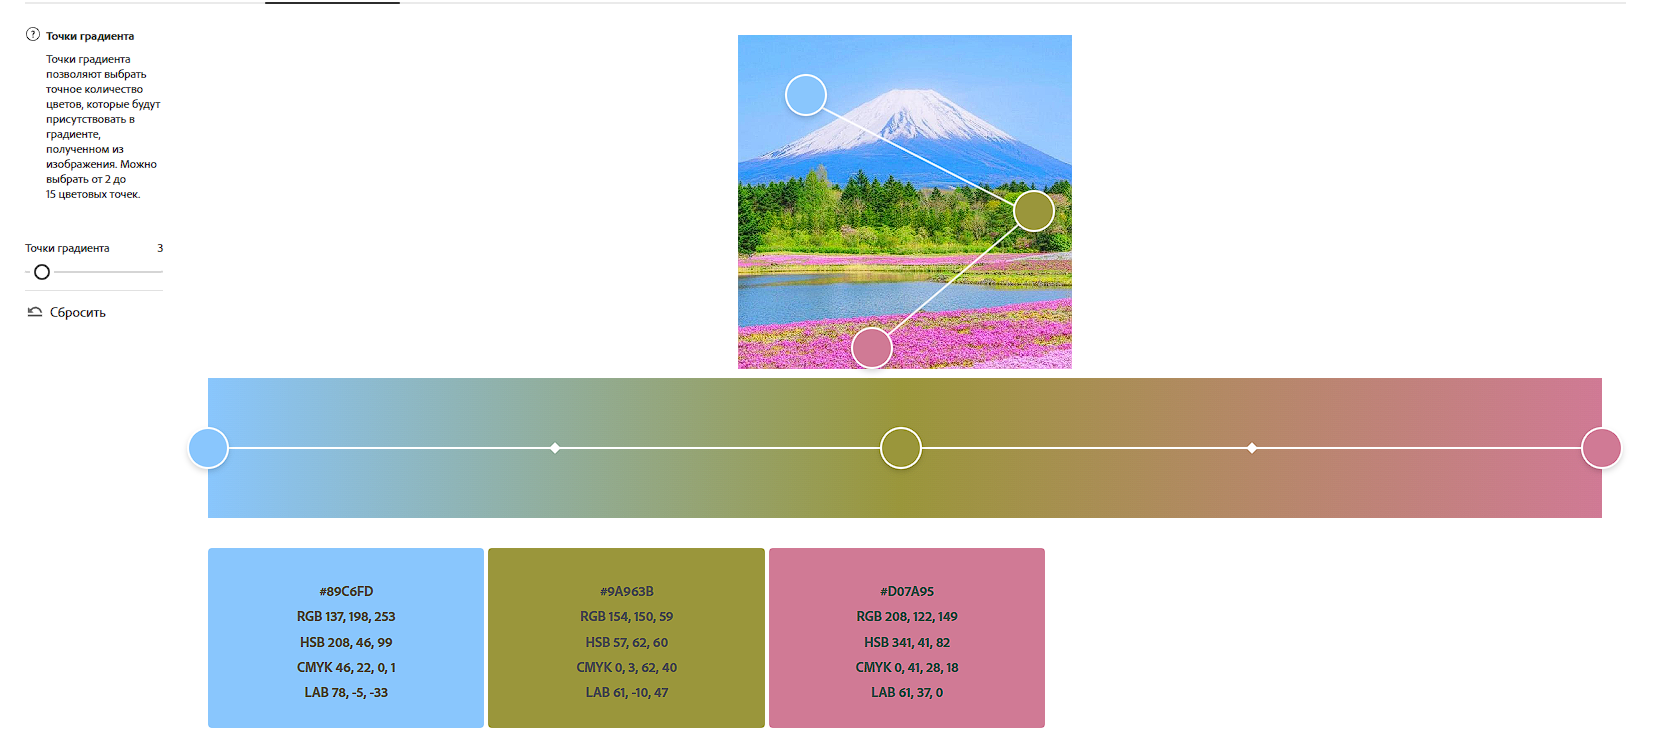 Точки градиента
Точки градиента
позволяют выбрать
точное количество
цветов, которые будут
присутствовать в
градиенте,
полученном из
изображения. Можно
выбрать от 2 до
15 цветовых точек.
Точки градиента 3
Сбросить
#89C6FD
RGB 137, 198, 253
HSB 208, 46, 99
CMYK 46, 22, 0, 1
LAB 78, -5, -33
#9A963B
RGB 154, 150, 59
HSB 57, 62, 60
CMYK 0, 3, 62, 40
LAB 61, -10, 47
#D07A95
RGB 208, 122, 149
HSB 341, 41, 82
CMYK 0, 41, 28, 18
LAB 61, 37, 0